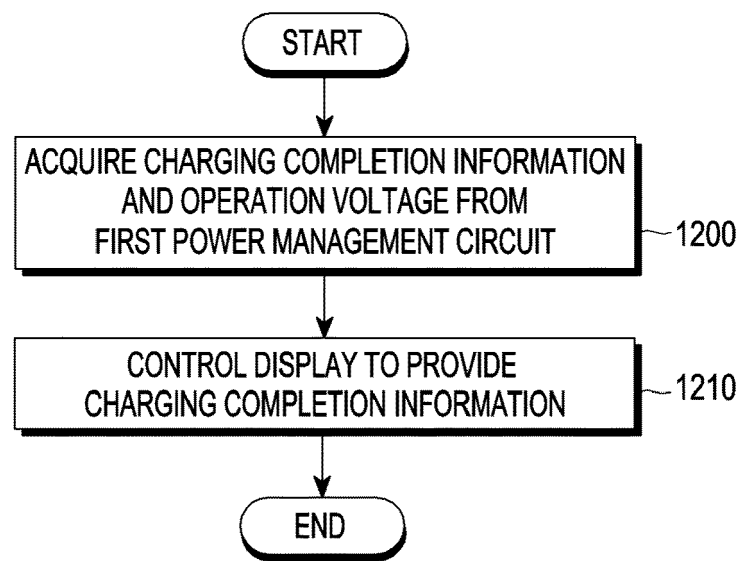 START
ACQUIRE CHARGING COMPLETION INFORMATION
AND OPERATION VOLTAGE FROM
FIRST POWER MANAGEMENT CIRCUIT
1200
CONTROL DISPLAY TO PROVIDE
CHARGING COMPLETION INFORMATION
1210
END